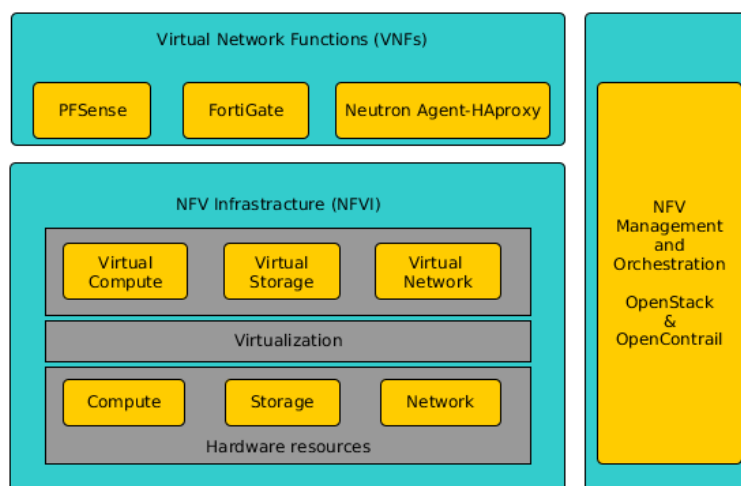 Virtual Network Functions (VNFs)
PFSense
FortiGate
Neutron Agent-HAproxy
NFV Infrastracture (NFVI)
Virtual
Compute
Virtual
Storage
Virtual
Network
Virtualization
Compute
Storage
Network
Hardware resources
NFV
Management
and
Orchestration
OpenStack
&
OpenContrail